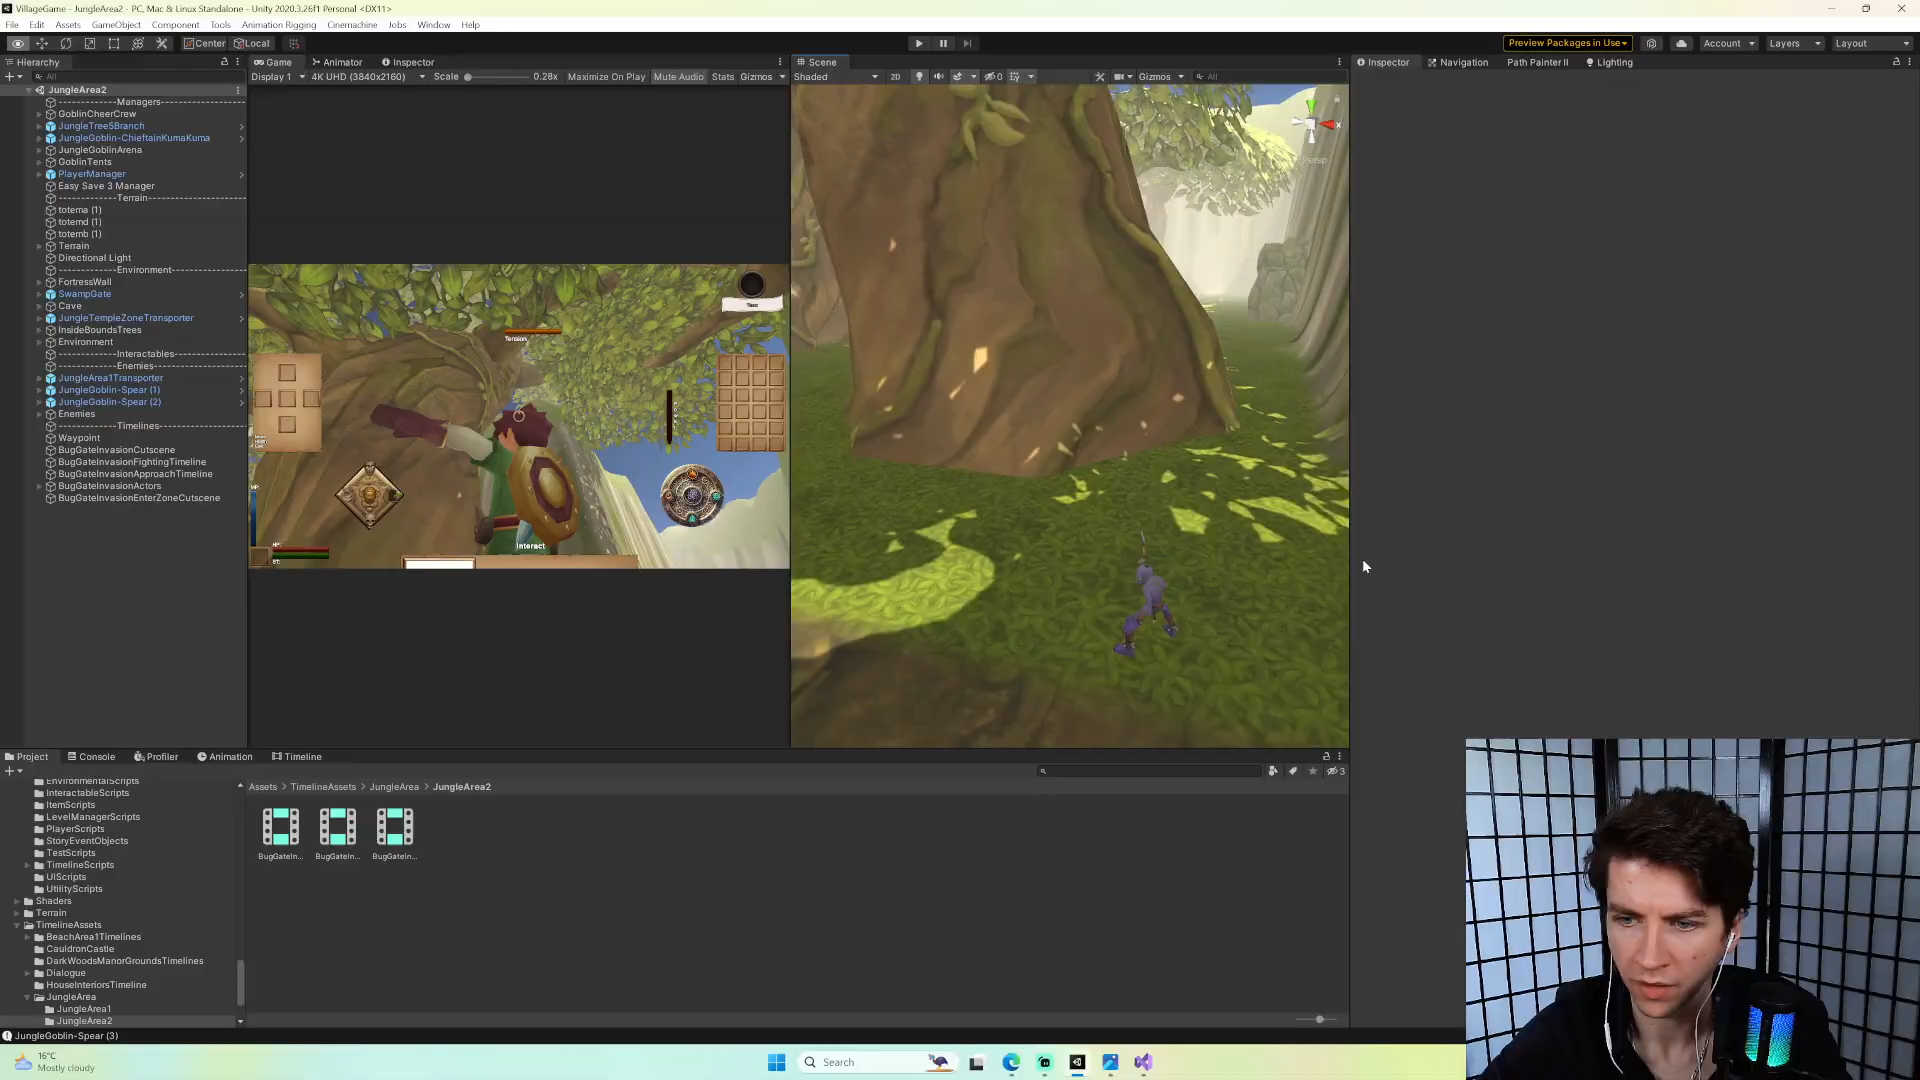 VillageGame - JungleArea2 - PC, Mac & Linux Standalone - Unity 2020.3.26f1 Personal <DX11>
File Edit Assets GameObject Component Tools Animation Rigging Cinemachine Jobs Window Help
Center Local Preview Packages in Use Account Layers Layout
Hierarchy Game Animator Inspector Scene Inspector Navigation Path Painter II Lighting
All Display 1 4K UHD (3840x2160) Scale 0.28x Maximize On Play Mute Audio Stats Gizmos Shaded 2D 0 Gizmos All
JungleArea2
-------------Managers-----------------
GoblinCheerCrew
JungleTree5Branch
JungleGoblin-ChieftainKumaKuma
JungleGoblinArena
GoblinTents
PlayerManager
Easy Save 3 Manager
-------------Terrain-------------------
totema (1)
totemd (1)
totemb (1)
Terrain
Directional Light
-------------Environment--------------
FortressWall
SwampGate
Cave
JungleTempleZoneTransporter
InsideBoundsTrees
Environment
-------------Interactables-------------
-------------Enemies------------------
JungleArea1Transporter
JungleGoblin-Spear (1)
JungleGoblin-Spear (2)
Enemies
-------------Timelines----------------
Waypoint
BugGateInvasionCutscene
BugGateInvasionFightingTimeline
BugGateInvasionApproachTimeline
BugGateInvasionActors
BugGateInvasionEnterZoneCutscene
Tension
Interact
x
Persp
Project Console Profiler Animation Timeline
3
EnvironmentalScripts
InteractableScripts
ItemScripts
LevelManagerScripts
PlayerScripts
StoryEventObjects
TestScripts
TimelineScripts
UIScripts
UtilityScripts
Shaders
Terrain
TimelineAssets
BeachArea1Timelines
CauldronCastle
DarkWoodsManorGroundsTimelines
Dialogue
HouseInteriorsTimeline
JungleArea
JungleArea1
JungleArea2
Assets > TimelineAssets > JungleArea > JungleArea2
BugGateIn... BugGateIn... BugGateIn...
JungleGoblin-Spear (3)
16°C
Mostly cloudy
Search